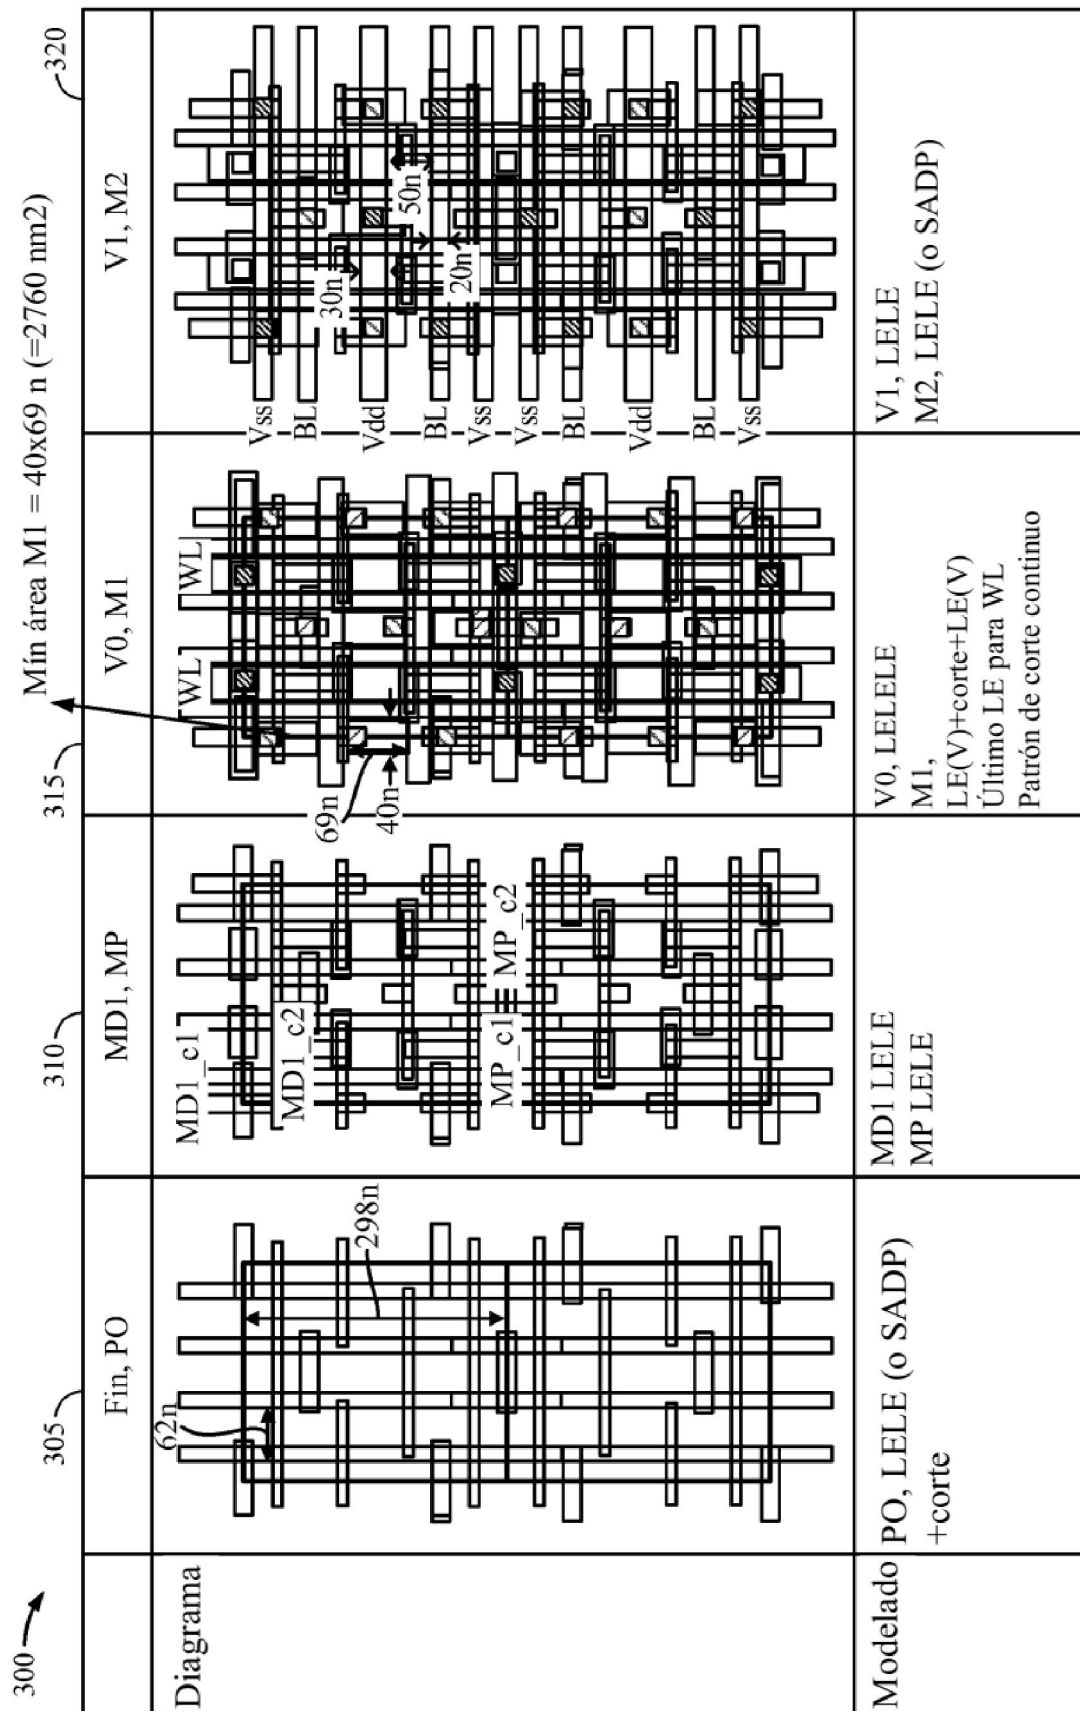 300
305
310
315
320
Mín área M1 = 40x69 n (=2760 nm2)
Fin, PO
MD1, MP
V0, M1
V1, M2
Diagrama
62n
298n
MD1_c1
MD1_c2
MP_c1
MP_c2
69n
40n
WL
WL
Vss
BL
Vdd
BL
Vss
Vss
BL
Vdd
BL
Vss
30n
50n
20n
Modelado
PO, LELE (o SADP)
+corte
MD1 LELE
MP LELE
V0, LELELE
M1,
LE(V)+corte+LE(V)
Último LE para WL
Patrón de corte continuo
V1, LELE
M2, LELE (o SADP)